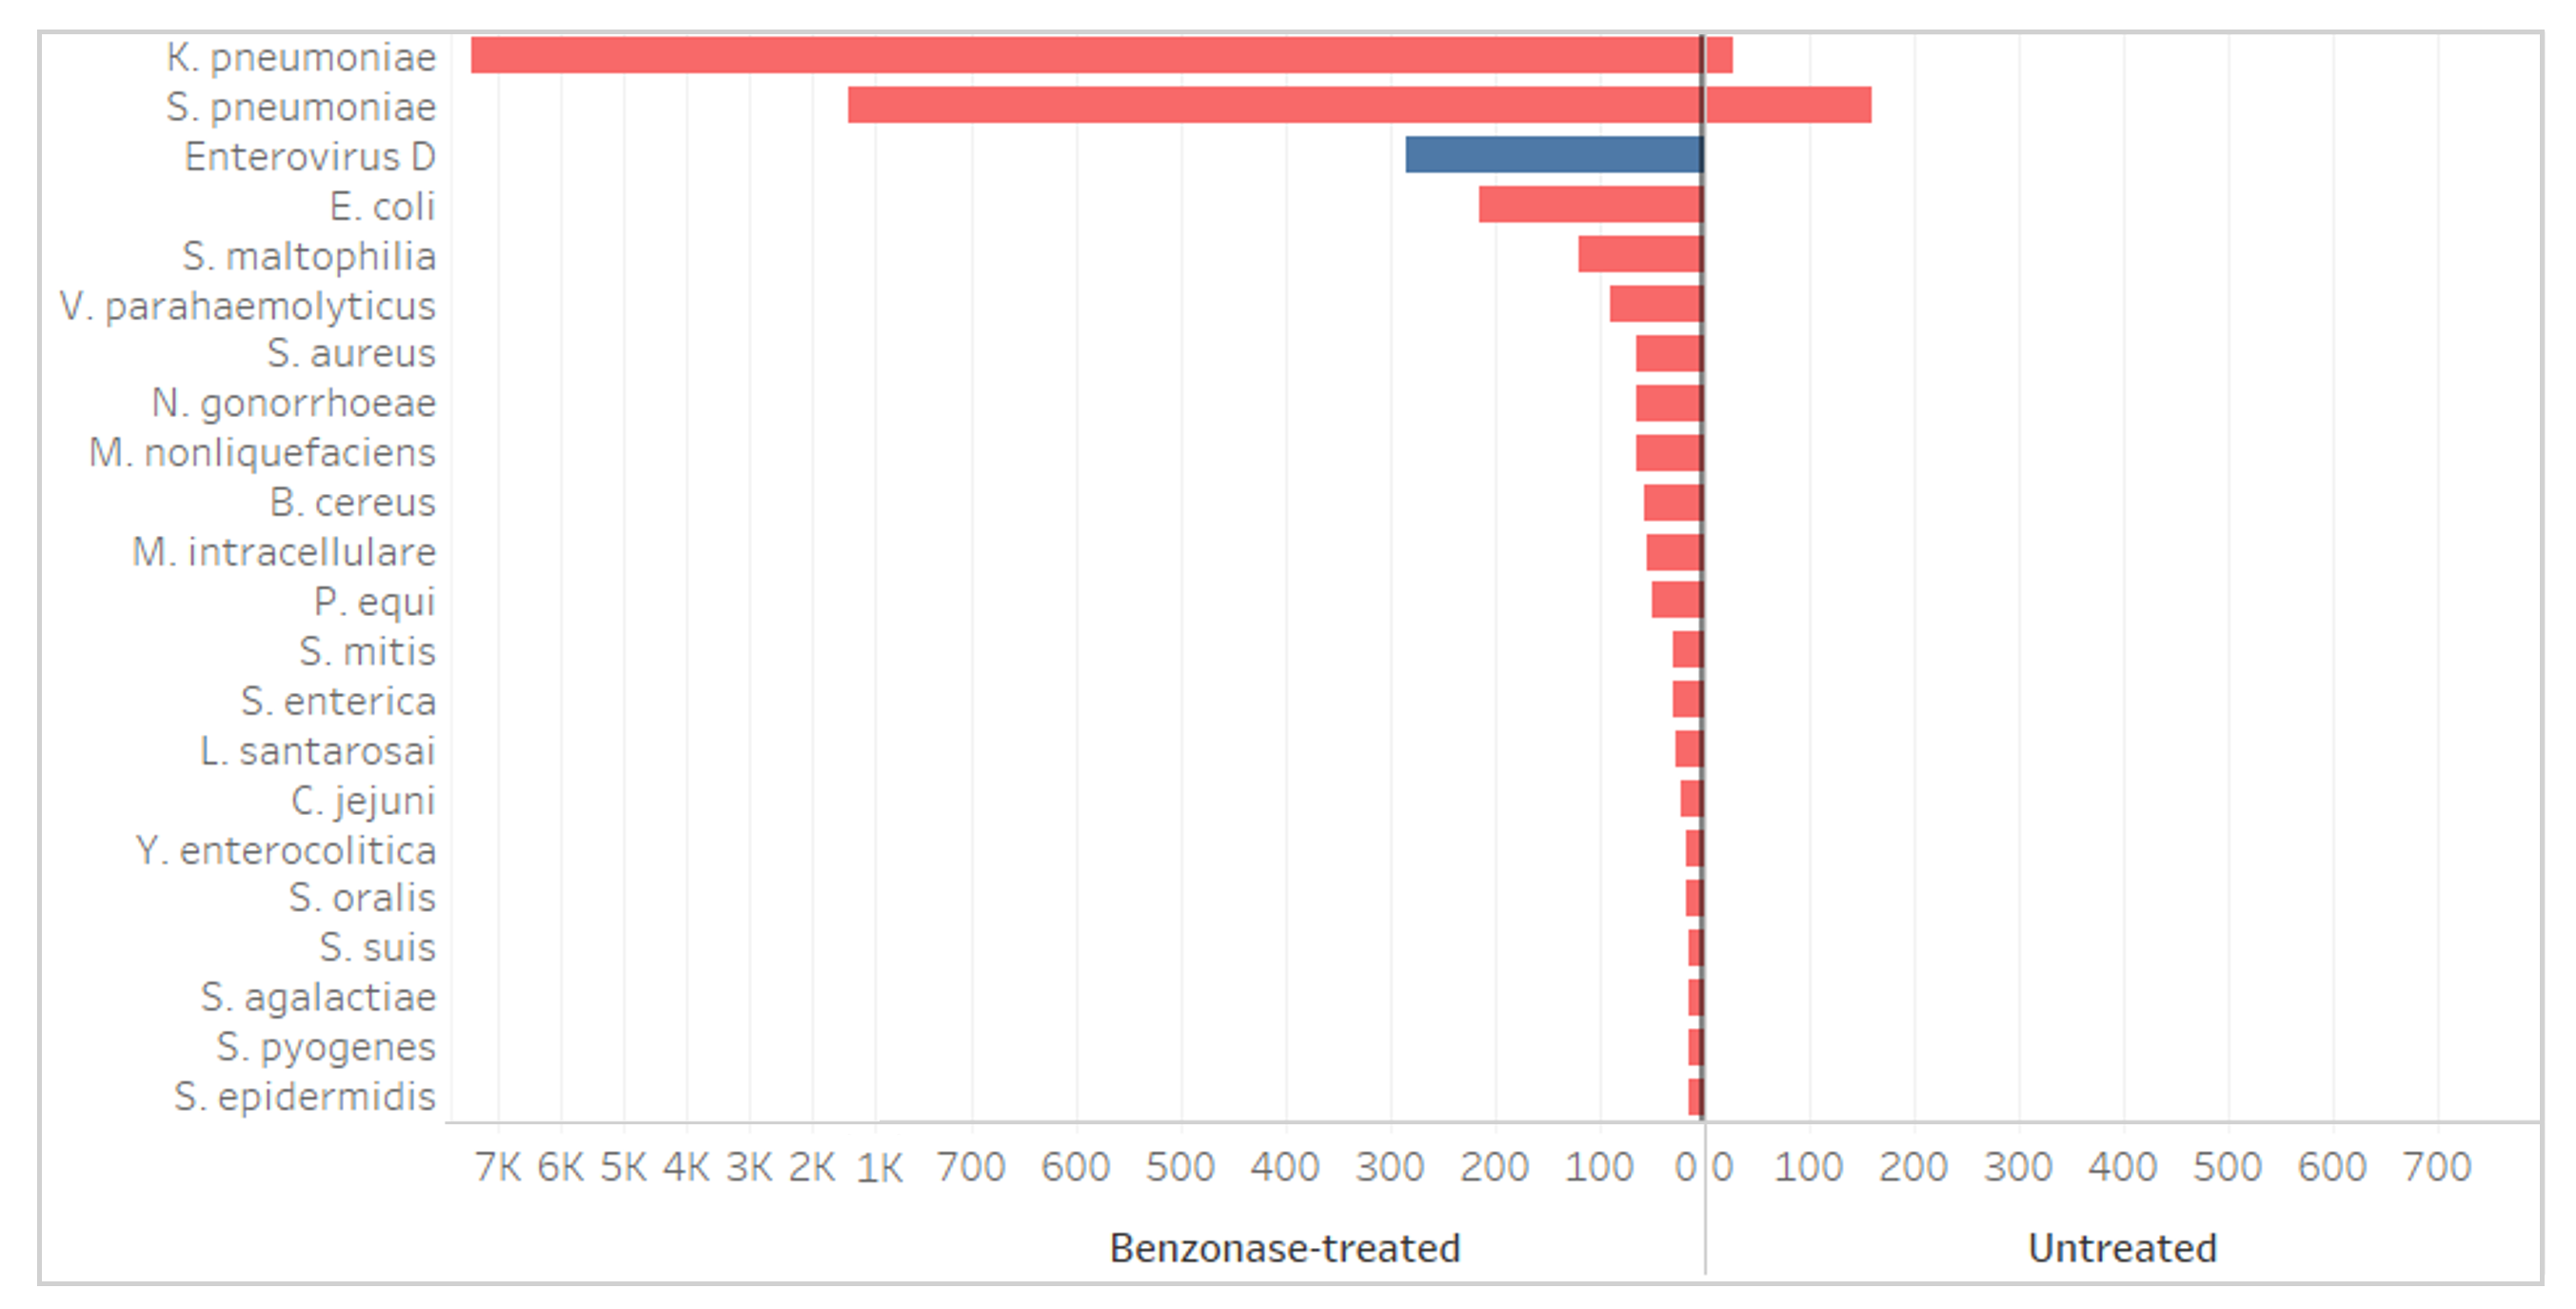 K. pneumoniae
S. pneumoniae
Enterovirus D
E. coli
S. maltophilia
V. parahaemolyticus
S. aureus
N. gonorrhoeae
M. nonliquefaciens
B. cereus
M. intracellulare
P. equi
S. mitis
S. enterica
L. santarosai
C. jejuni
Y. enterocolitica
S. oralis
S. suis
S. agalactiae
S. pyogenes
S. epidermidis
7K 6K 5K 4K 3K 2K 1K 700 600 500 400 300 200 100 0 0 100 200 300 400 500 600 700
Benzonase-treated Untreated